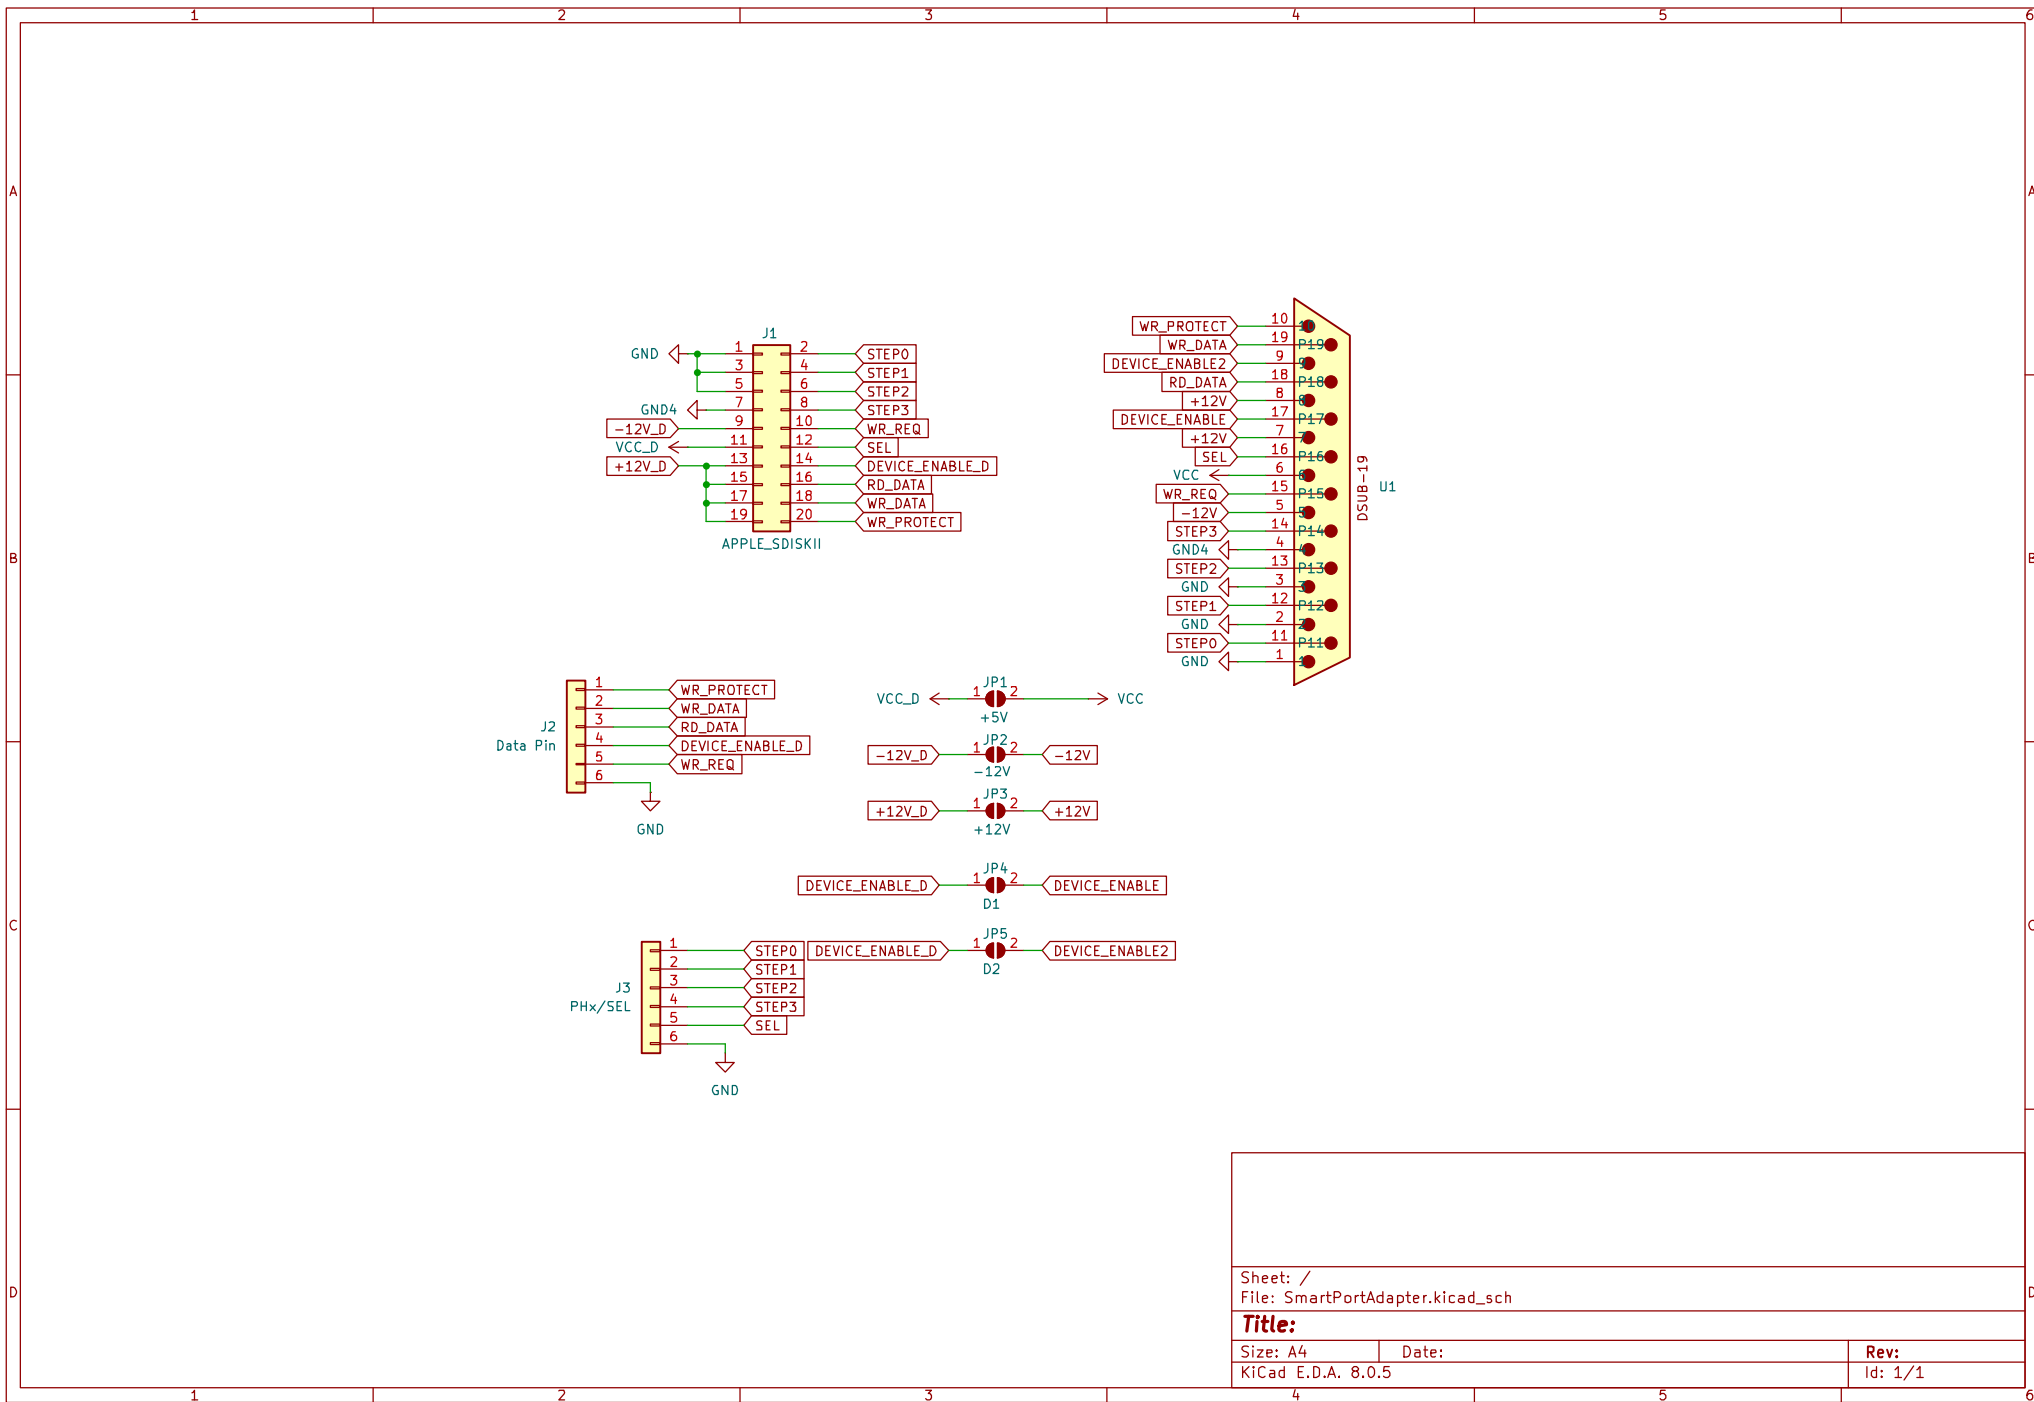 1 2 3 4 5 6
A
B
C
D
A
B
C
D
J1
GND
GND4
-12V_D
VCC_D
+12V_D
1 2
3 4
5 6
7 8
9 10
11 12
13 14
15 16
17 18
19 20
STEP0
STEP1
STEP2
STEP3
WR_REQ
SEL
DEVICE_ENABLE_D
RD_DATA
WR_DATA
WR_PROTECT
APPLE_SDISKII
WR_PROTECT 10
WR_DATA 19 P19
DEVICE_ENABLE2 9
RD_DATA 18 P18
+12V 8
DEVICE_ENABLE 17 P17
+12V 7
SEL 16 P16
VCC 6
WR_REQ 15 P15
-12V 5
STEP3 14 P14
GND4 4
STEP2 13 P13
GND 3
STEP1 12 P12
GND 2
STEP0 11 P11
GND 1
DSUB-19
U1
J2
Data Pin
1 WR_PROTECT
2 WR_DATA
3 RD_DATA
4 DEVICE_ENABLE_D
5 WR_REQ
6
GND
JP1
VCC_D 1 2 VCC
+5V
JP2
-12V_D 1 2 -12V
-12V
JP3
+12V_D 1 2 +12V
+12V
JP4
DEVICE_ENABLE_D 1 2 DEVICE_ENABLE
D1
JP5
DEVICE_ENABLE_D 1 2 DEVICE_ENABLE2
D2
J3
PHx/SEL
1 STEP0
2 STEP1
3 STEP2
4 STEP3
5 SEL
6
GND
Sheet: /
File: SmartPortAdapter.kicad_sch
Title:
Size: A4 Date: Rev:
KiCad E.D.A. 8.0.5 Id: 1/1
1 2 3 4 5 6